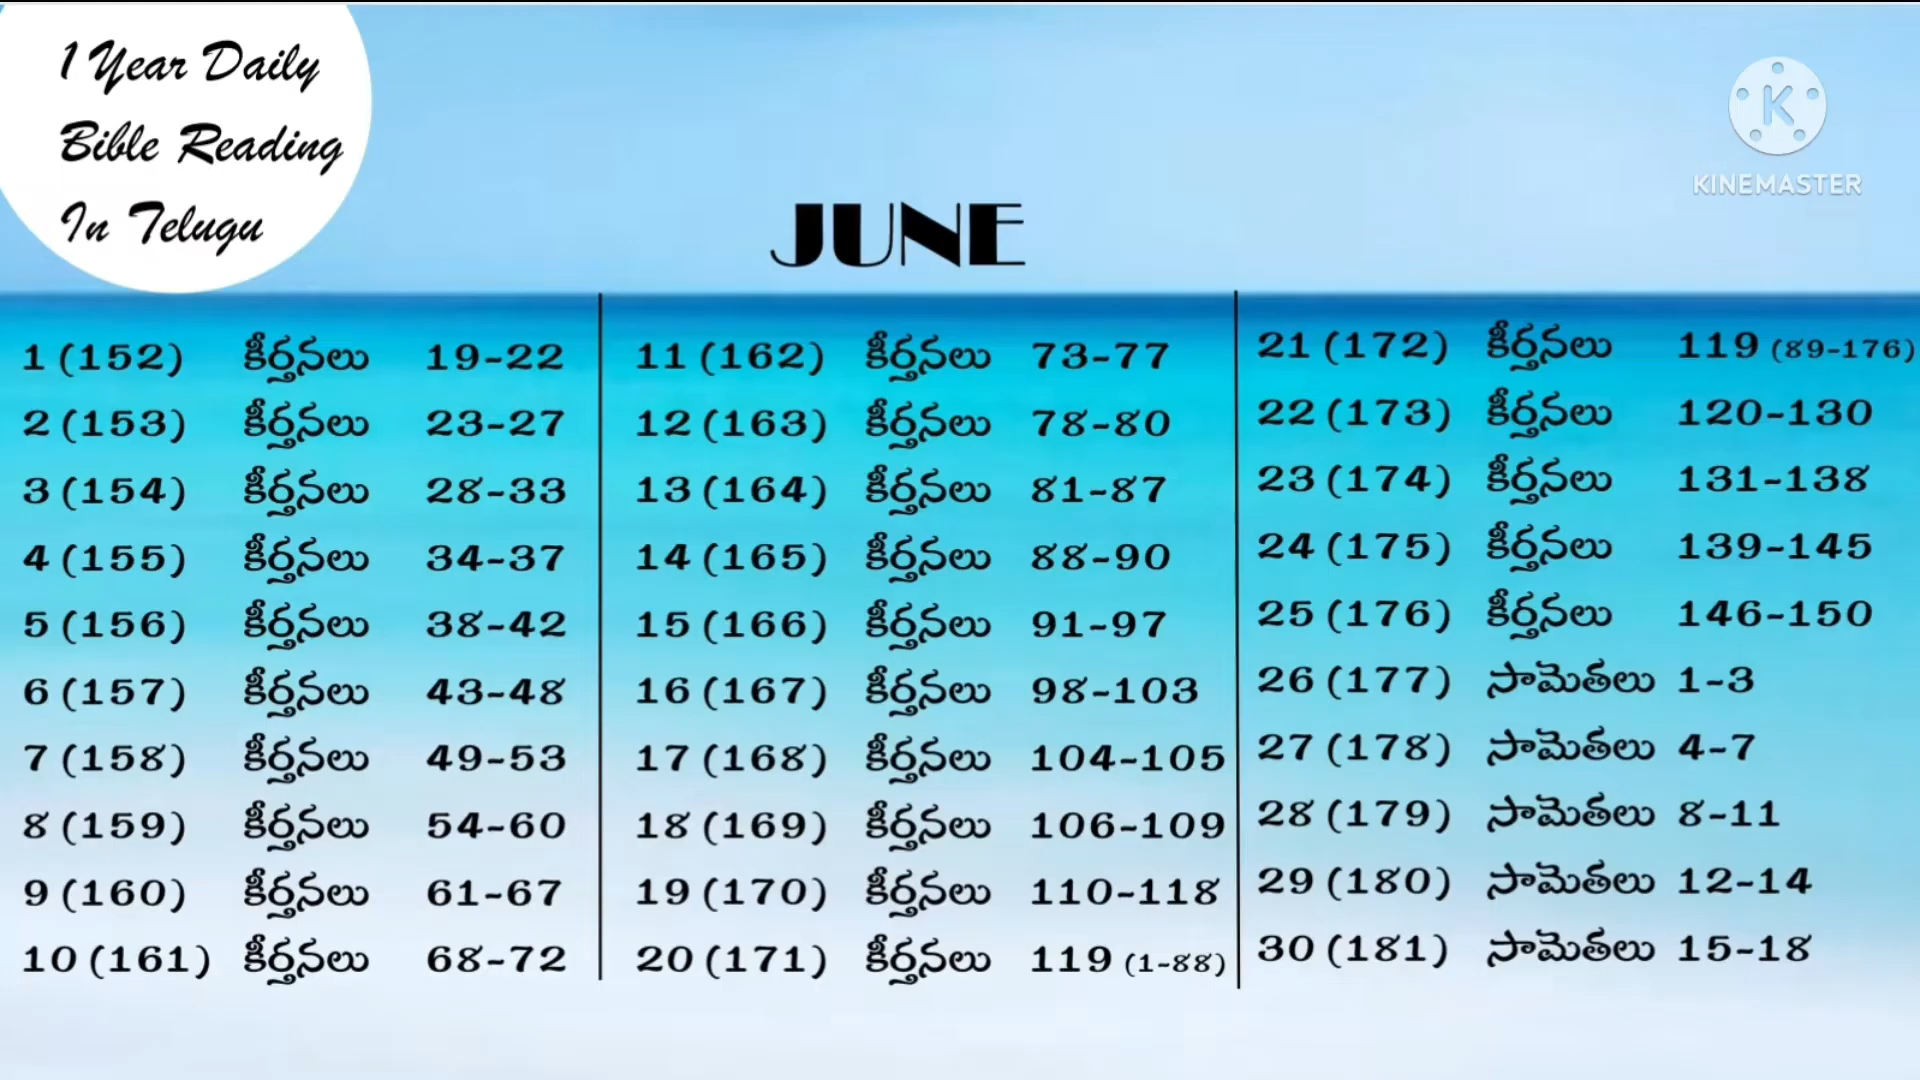 1 Year Daily
Bible Reading
In Telugu
KINEMASTER
JUNE
1 (152) కీర్తనలు 19-22
2 (153) కీర్తనలు 23-27
3 (154) కీర్తనలు 28-33
4 (155) కీర్తనలు 34-37
5 (156) కీర్తనలు 38-42
6 (157) కీర్తనలు 43-48
7 (158) కీర్తనలు 49-53
8 (159) కీర్తనలు 54-60
9 (160) కీర్తనలు 61-67
10 (161) కీర్తనలు 68-72
11 (162) కీర్తనలు 73-77
12 (163) కీర్తనలు 78-80
13 (164) కీర్తనలు 81-87
14 (165) కీర్తనలు 88-90
15 (166) కీర్తనలు 91-97
16 (167) కీర్తనలు 98-103
17 (168) కీర్తనలు 104-105
18 (169) కీర్తనలు 106-109
19 (170) కీర్తనలు 110-118
20 (171) కీర్తనలు 119 (1-88)
21 (172) కీర్తనలు 119 (89-176)
22 (173) కీర్తనలు 120-130
23 (174) కీర్తనలు 131-138
24 (175) కీర్తనలు 139-145
25 (176) కీర్తనలు 146-150
26 (177) సామెతలు 1-3
27 (178) సామెతలు 4-7
28 (179) సామెతలు 8-11
29 (180) సామెతలు 12-14
30 (181) సామెతలు 15-18